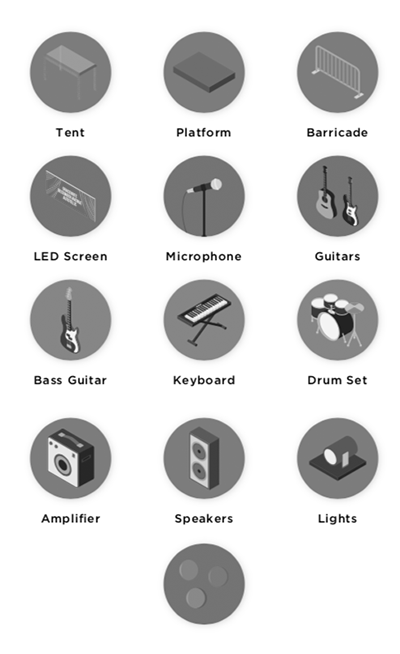 Tent
Platform
Barricade
LED Screen
Microphone
Guitars
Bass Guitar
Keyboard
Drum Set
Amplifier
Speakers
Lights